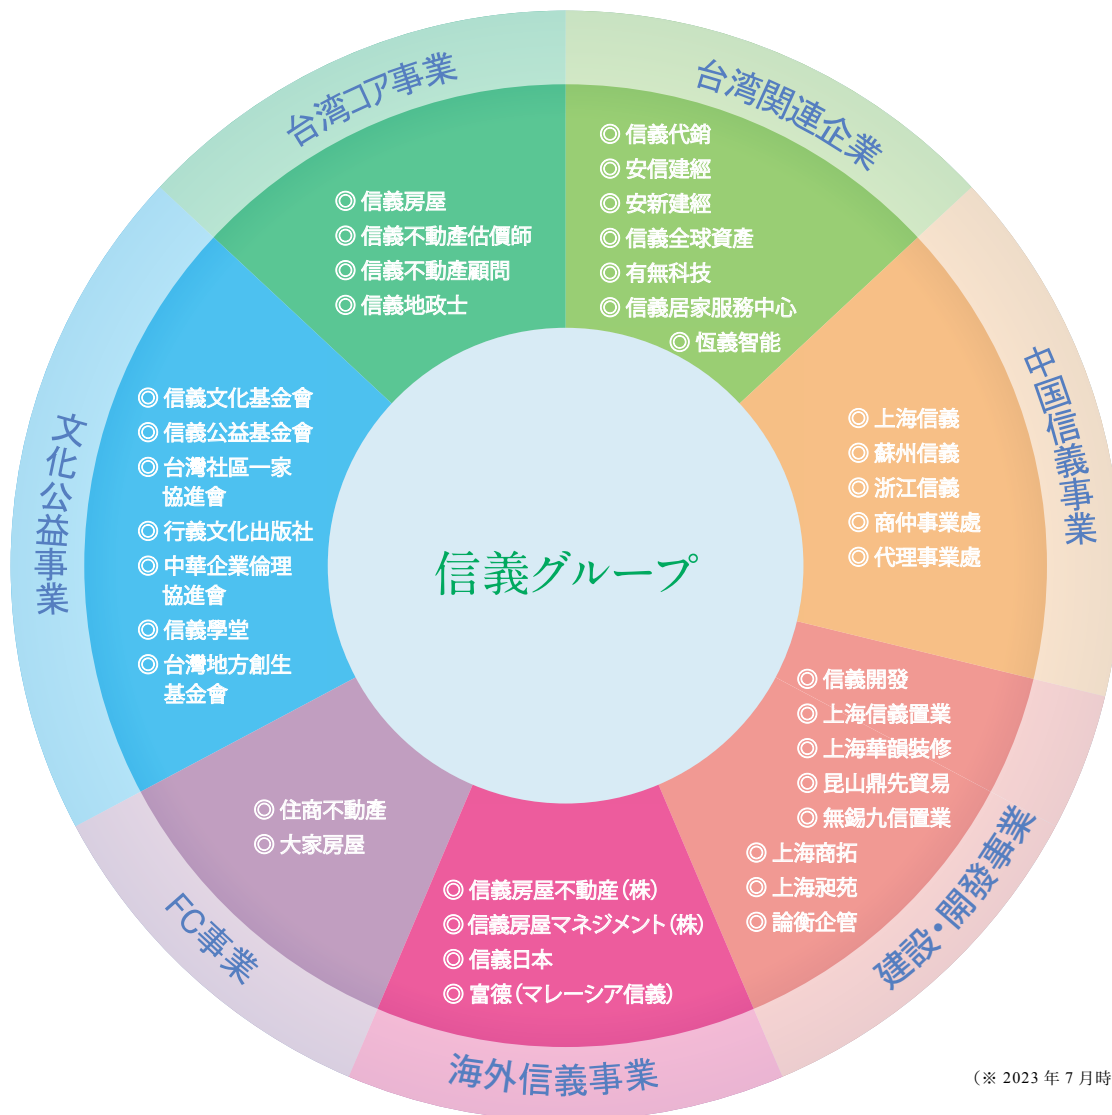 台湾コア事業
◎ 信義房屋
◎ 信義不動產估價師
◎ 信義不動產顧問
◎ 信義地政士
台湾関連企業
◎ 信義代銷
◎ 安信建經
◎ 安新建經
◎ 信義全球資產
◎ 有無科技
◎ 信義居家服務中心
◎ 恆義智能
中国信義事業
◎ 上海信義
◎ 蘇州信義
◎ 浙江信義
◎ 商仲事業處
◎ 代理事業處
建設・開發事業
◎ 信義開發
◎ 上海信義置業
◎ 上海華韻裝修
◎ 昆山鼎先貿易
◎ 無錫九信置業
◎ 上海商拓
◎ 上海昶苑
◎ 論衡企管
海外信義事業
◎ 信義房屋不動産（株）
◎ 信義房屋マネジメント（株）
◎ 信義日本
◎ 富德（マレーシア信義）
FC事業
◎ 住商不動產
◎ 大家房屋
文化公益事業
◎ 信義文化基金會
◎ 信義公益基金會
◎ 台灣社區一家
協進會
◎ 行義文化出版社
◎ 中華企業倫理
協進會
◎ 信義學堂
◎ 台灣地方創生
基金會
信義グループ
（※ 2023 年 7 月時